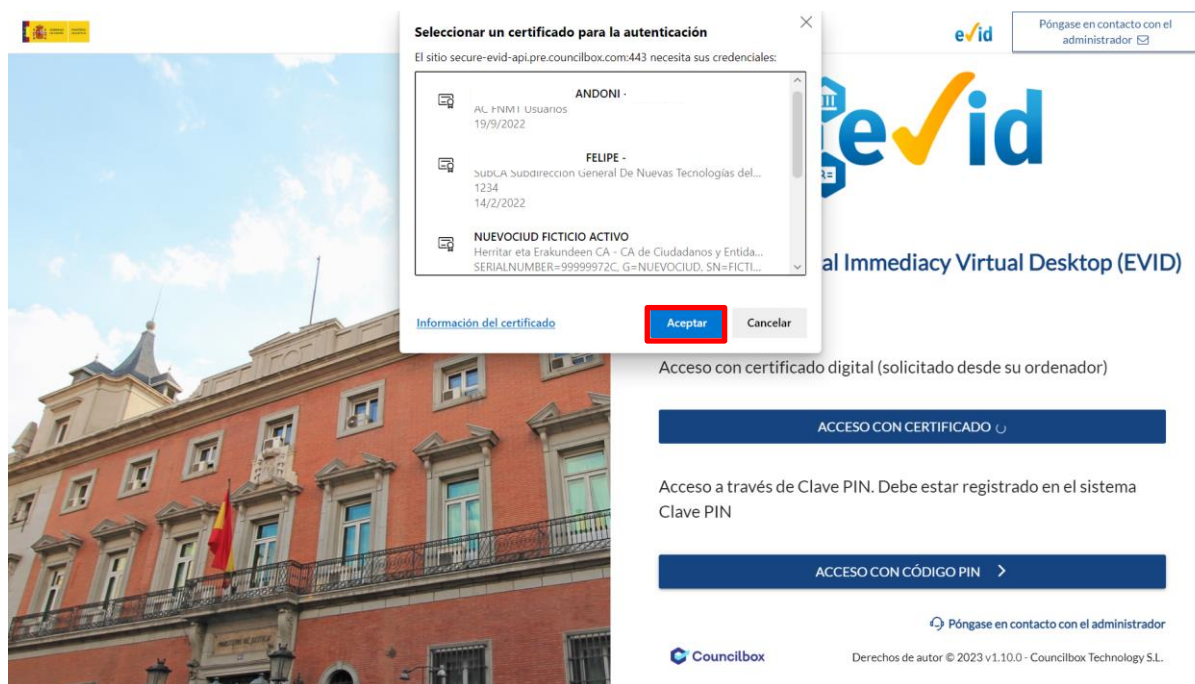 Seleccionar un certificado para la autenticación
El sitio secure-evid-api.pre.councilbox.com:443 necesita sus credenciales:
ANDONI -
AC FNMT Usuarios
19/9/2022
FELIPE -
SubCA Subdirección General De Nuevas Tecnologías del...
1234
14/2/2022
NUEVOCIUD FICTICIO ACTIVO
Herritar eta Erakundeen CA - CA de Ciudadanos y Entida...
SERIALNUMBER=99999972C, G=NUEVOCIUD, SN=FICTI...
Información del certificado
Aceptar
Cancelar
e✓id
Póngase en contacto con el
administrador
e✓id
al Immediacy Virtual Desktop (EVID)
Acceso con certificado digital (solicitado desde su ordenador)
ACCESO CON CERTIFICADO
Acceso a través de Clave PIN. Debe estar registrado en el sistema
Clave PIN
ACCESO CON CÓDIGO PIN >
Póngase en contacto con el administrador
Councilbox
Derechos de autor © 2023 v1.10.0 - Councilbox Technology S.L.